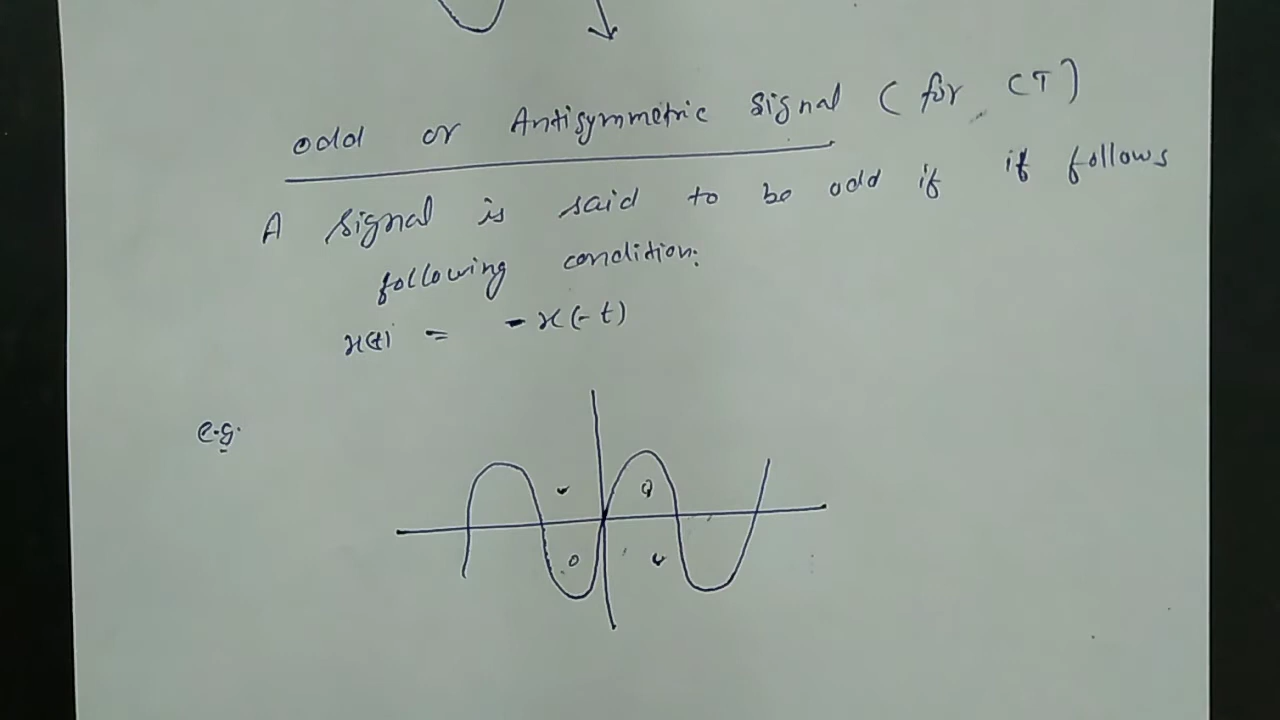 odd or Antisymmetric signal (for CT)
A signal is said to be odd if it follows
following condition:
x(t) = -x(-t)
e.g.